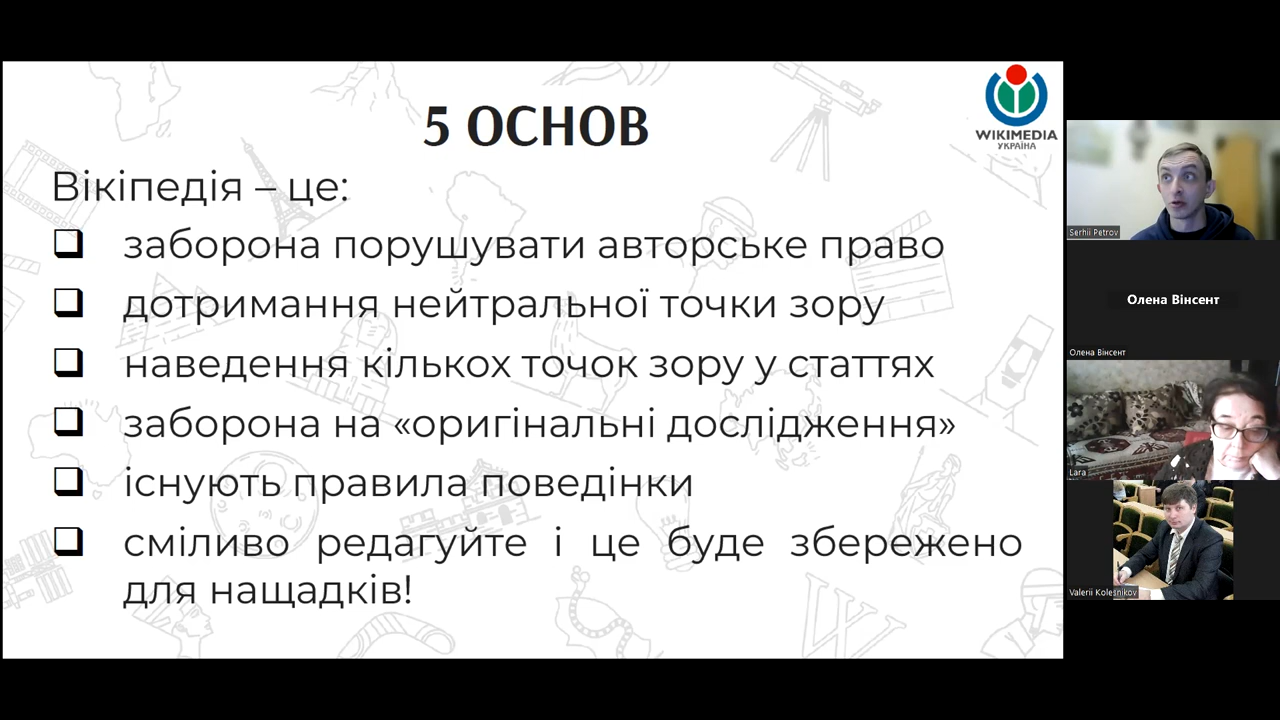 5 ОСНОВ
WIKIMEDIA
УКРАЇНА
Вікіпедія – це:
заборона порушувати авторське право
дотримання нейтральної точки зору
наведення кількох точок зору у статтях
заборона на «оригінальні дослідження»
існують правила поведінки
сміливо редагуйте і це буде збережено
для нащадків!
Serhii Petrov
Олена Вінсент
Олена Вінсент
Lara
Valerii Kolesnikov